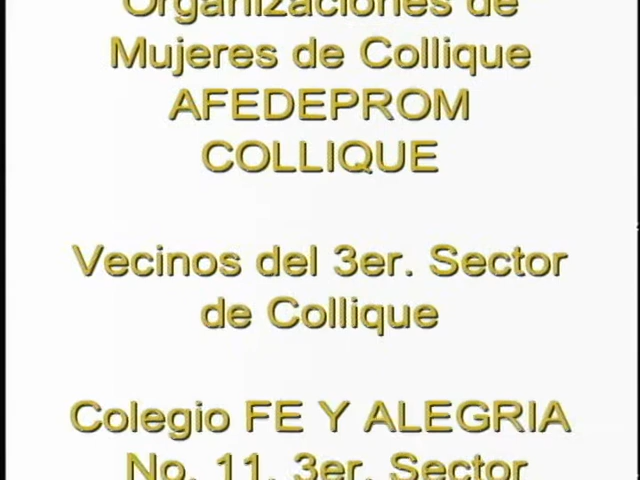 Organizaciones de
Mujeres de Collique
AFEDEPROM
COLLIQUE
Vecinos del 3er. Sector
de Collique
Colegio FE Y ALEGRIA
No. 11. 3er. Sector